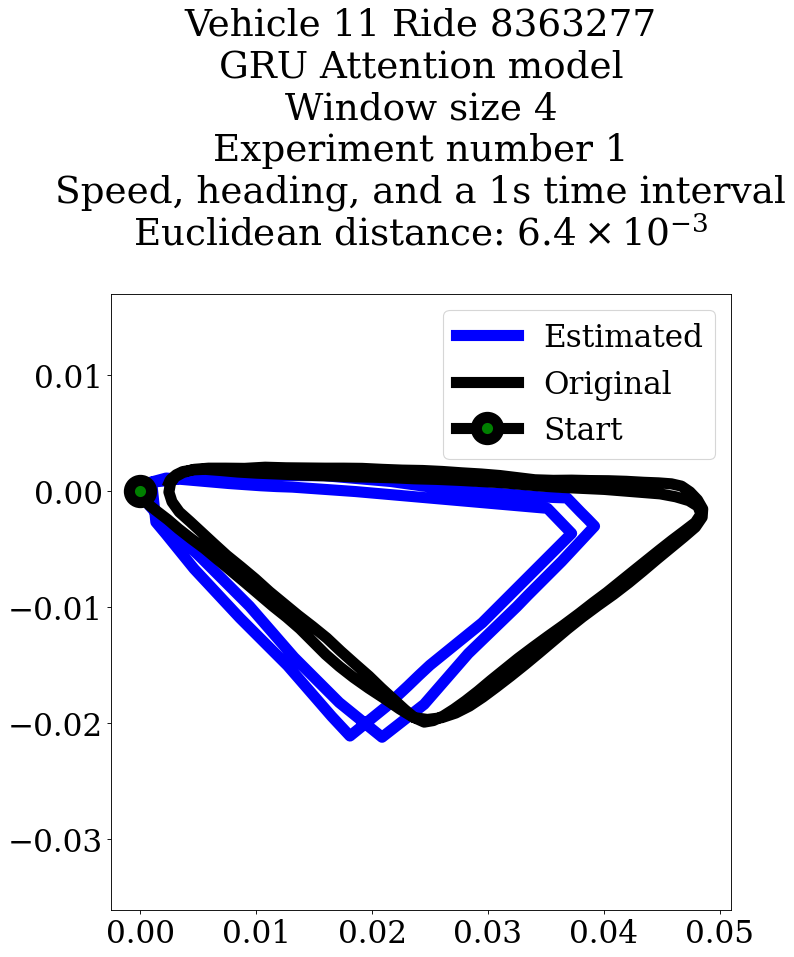 Vehicle 11 Ride 8363277
GRU Attention model
Window size 4
Experiment number 1
Speed, heading, and a 1s time interval
Euclidean distance: 6.4 × 10⁻³
Estimated
Original
Start
0.01
0.00
−0.01
−0.02
−0.03
0.00 0.01 0.02 0.03 0.04 0.05